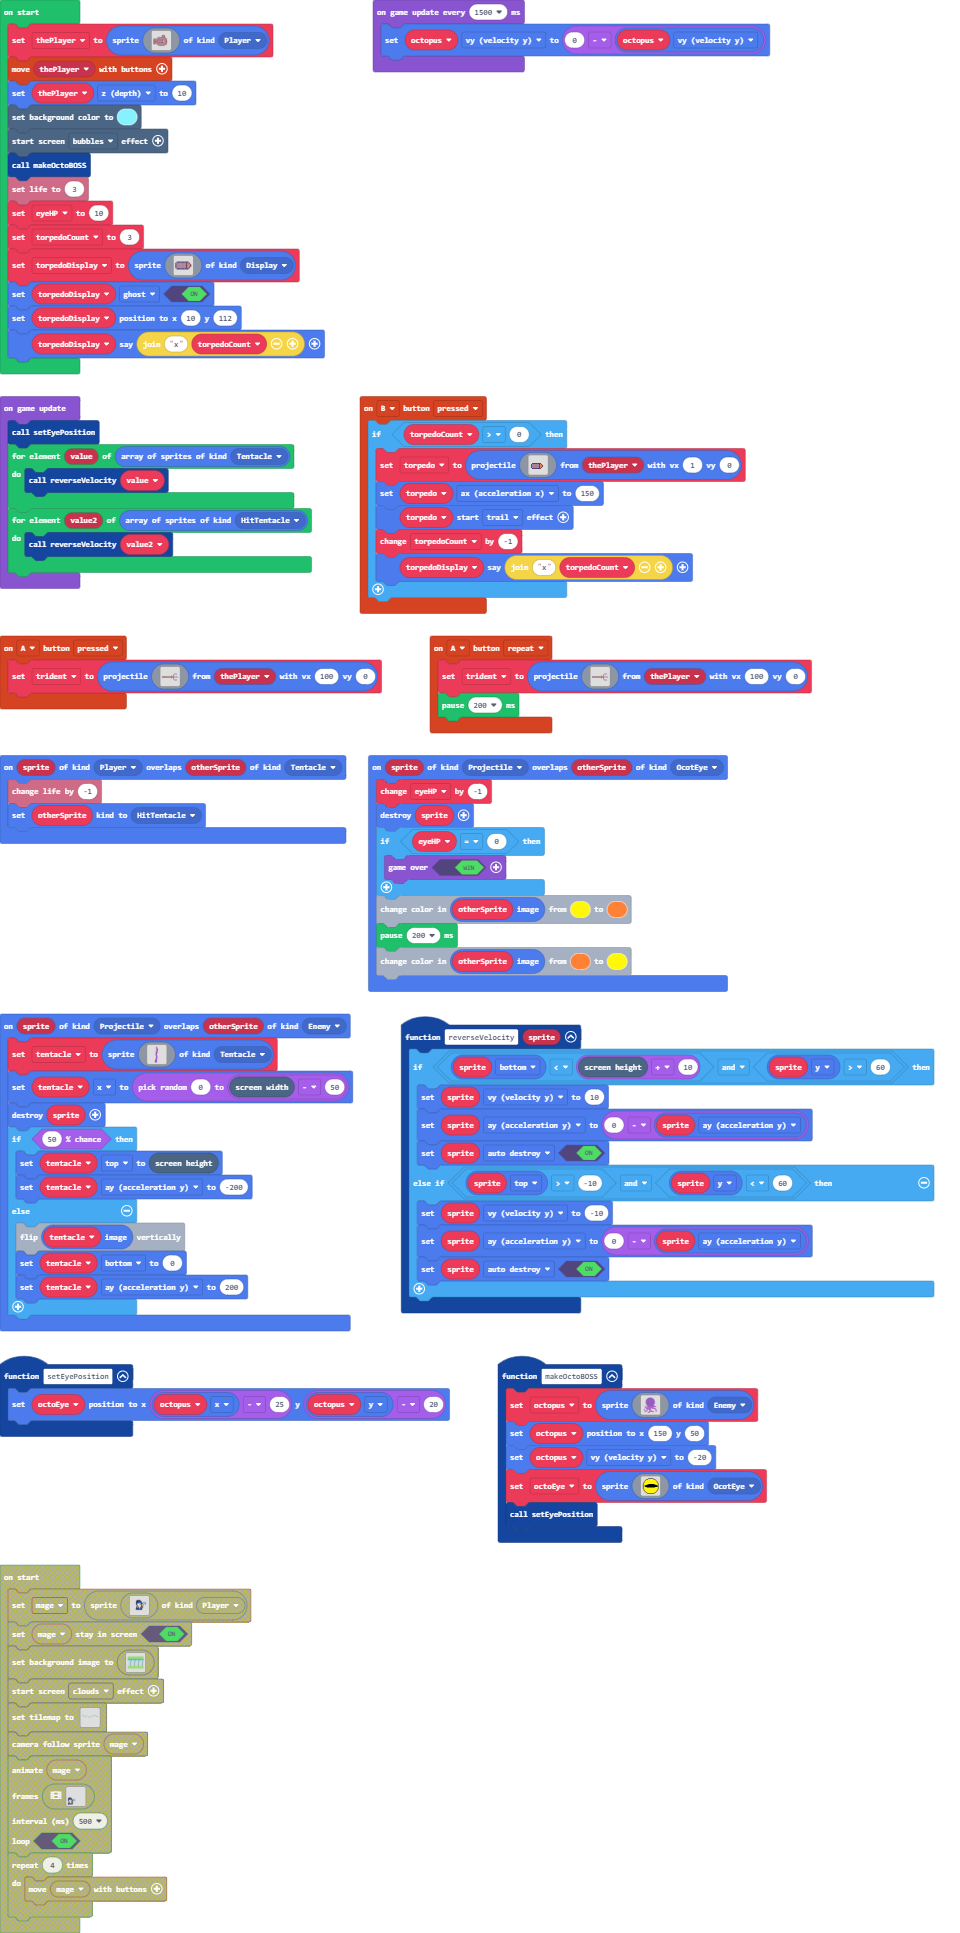 on start
set thePlayer to sprite of kind Player
move thePlayer with buttons
set thePlayer z (depth) to 10
set background color to
start screen bubbles effect
call makeOctoBOSS
set life to 3
set eyeHP to 10
set torpedoCount to 3
set torpedoDisplay to sprite of kind Display
set torpedoDisplay ghost ON
set torpedoDisplay position to x 10 y 112
torpedoDisplay say join "x" torpedoCount
on game update every 1500 ms
set octopus vy (velocity y) to 0 - octopus vy (velocity y)
on game update
call setEyePosition
for element value of array of sprites of kind Tentacle
do call reverseVelocity value
for element value2 of array of sprites of kind HitTentacle
do call reverseVelocity value2
on B button pressed
if torpedoCount > 0 then
set torpedo to projectile from thePlayer with vx 1 vy 0
set torpedo ax (acceleration x) to 150
torpedo start trail effect
change torpedoCount by -1
torpedoDisplay say join "x" torpedoCount
on A button pressed
set trident to projectile from thePlayer with vx 100 vy 0
on A button repeat
set trident to projectile from thePlayer with vx 100 vy 0
pause 200 ms
on sprite of kind Player overlaps otherSprite of kind Tentacle
change life by -1
set otherSprite kind to HitTentacle
on sprite of kind Projectile overlaps otherSprite of kind OcotEye
change eyeHP by -1
destroy sprite
if eyeHP = 0 then
game over WIN
change color in otherSprite image from to
pause 200 ms
change color in otherSprite image from to
on sprite of kind Projectile overlaps otherSprite of kind Enemy
set tentacle to sprite of kind Tentacle
set tentacle x to pick random 0 to screen width - 50
destroy sprite
if 50 % chance then
set tentacle top to screen height
set tentacle ay (acceleration y) to -200
else
flip tentacle image vertically
set tentacle bottom to 0
set tentacle ay (acceleration y) to 200
function reverseVelocity sprite
if sprite bottom < screen height + 10 and sprite y > 60 then
set sprite vy (velocity y) to 10
set sprite ay (acceleration y) to 0 - sprite ay (acceleration y)
set sprite auto destroy ON
else if sprite top > -10 and sprite y < 60 then
set sprite vy (velocity y) to -10
set sprite ay (acceleration y) to 0 - sprite ay (acceleration y)
set sprite auto destroy ON
function setEyePosition
set octoEye position to x octopus x - 25 y octopus y - 20
function makeOctoBOSS
set octopus to sprite of kind Enemy
set octopus position to x 150 y 50
set octopus vy (velocity y) to -20
set octoEye to sprite of kind OcotEye
call setEyePosition
on start
set mage to sprite of kind Player
set mage stay in screen ON
set background image to
start screen clouds effect
set tilemap to
camera follow sprite mage
animate mage
frames
interval (ms) 500
loop ON
repeat 4 times
do move mage with buttons